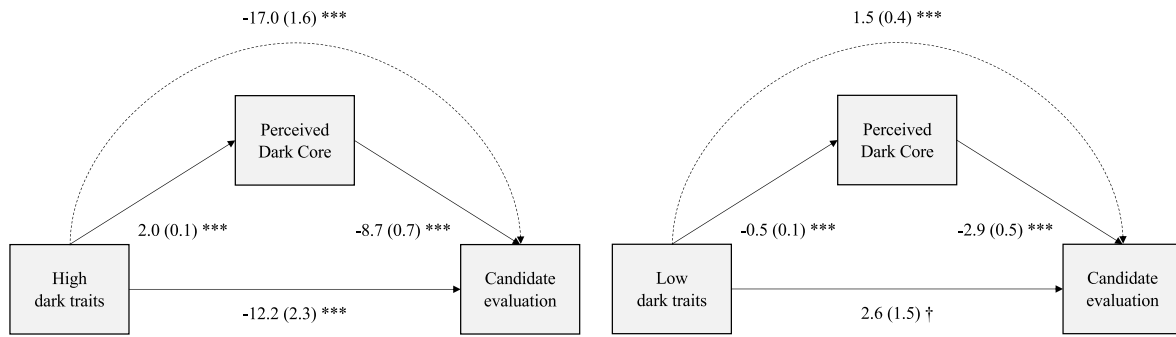 -17.0 (1.6) ***
Perceived
Dark Core
2.0 (0.1) ***
-8.7 (0.7) ***
High
dark traits
Candidate
evaluation
-12.2 (2.3) ***
1.5 (0.4) ***
Perceived
Dark Core
-0.5 (0.1) ***
-2.9 (0.5) ***
Low
dark traits
Candidate
evaluation
2.6 (1.5) †